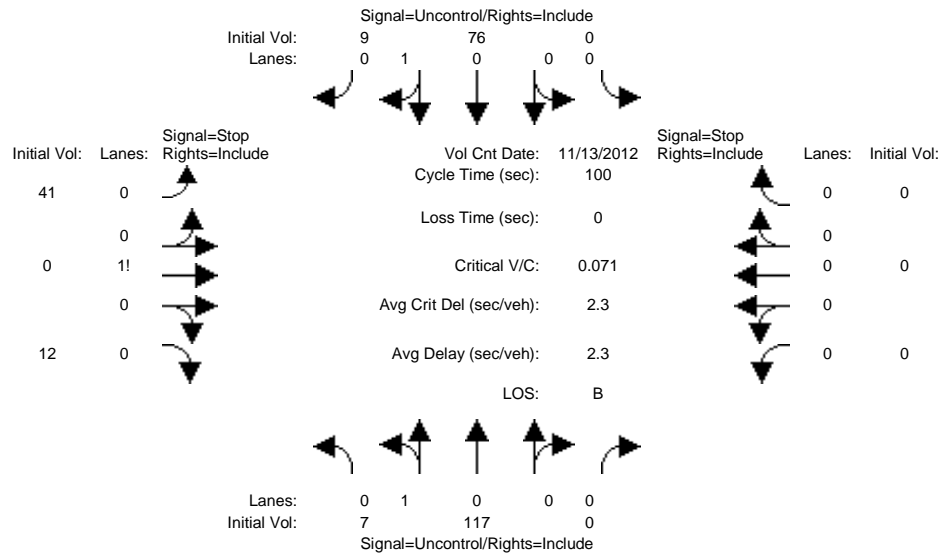 Signal=Uncontrol/Rights=Include
Initial Vol: 9 76 0
Lanes: 0 1 0 0 0
Signal=Stop
Initial Vol: Lanes: Rights=Include
Vol Cnt Date: 11/13/2012
Signal=Stop
Rights=Include Lanes: Initial Vol:
Cycle Time (sec): 100
41 0
0 0
Loss Time (sec): 0
0
0
0 1!
Critical V/C: 0.071
0 0
0
Avg Crit Del (sec/veh): 2.3
0
12 0
Avg Delay (sec/veh): 2.3
0 0
LOS: B
Lanes: 0 1 0 0 0
Initial Vol: 7 117 0
Signal=Uncontrol/Rights=Include